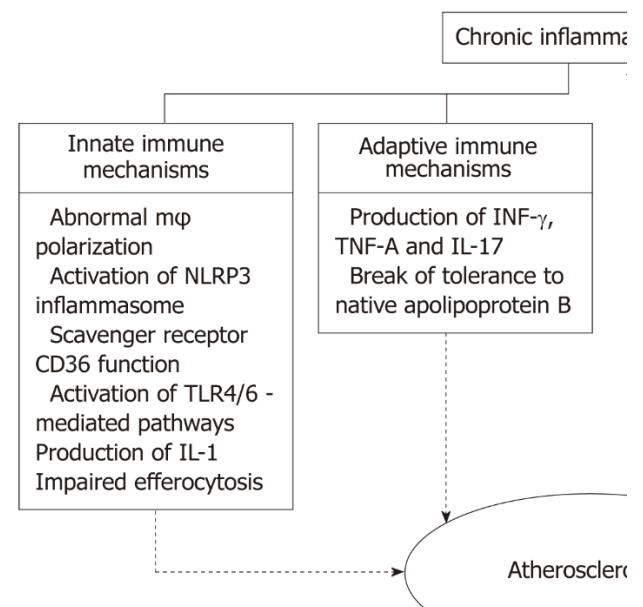 Chronic inflamma
Innate immune
mechanisms
Abnormal mφ
polarization
Activation of NLRP3
inflammasome
Scavenger receptor
CD36 function
Activation of TLR4/6 -
mediated pathways
Production of IL-1
Impaired efferocytosis
Adaptive immune
mechanisms
Production of INF-γ,
TNF-A and IL-17
Break of tolerance to
native apolipoprotein B
Atherosclero